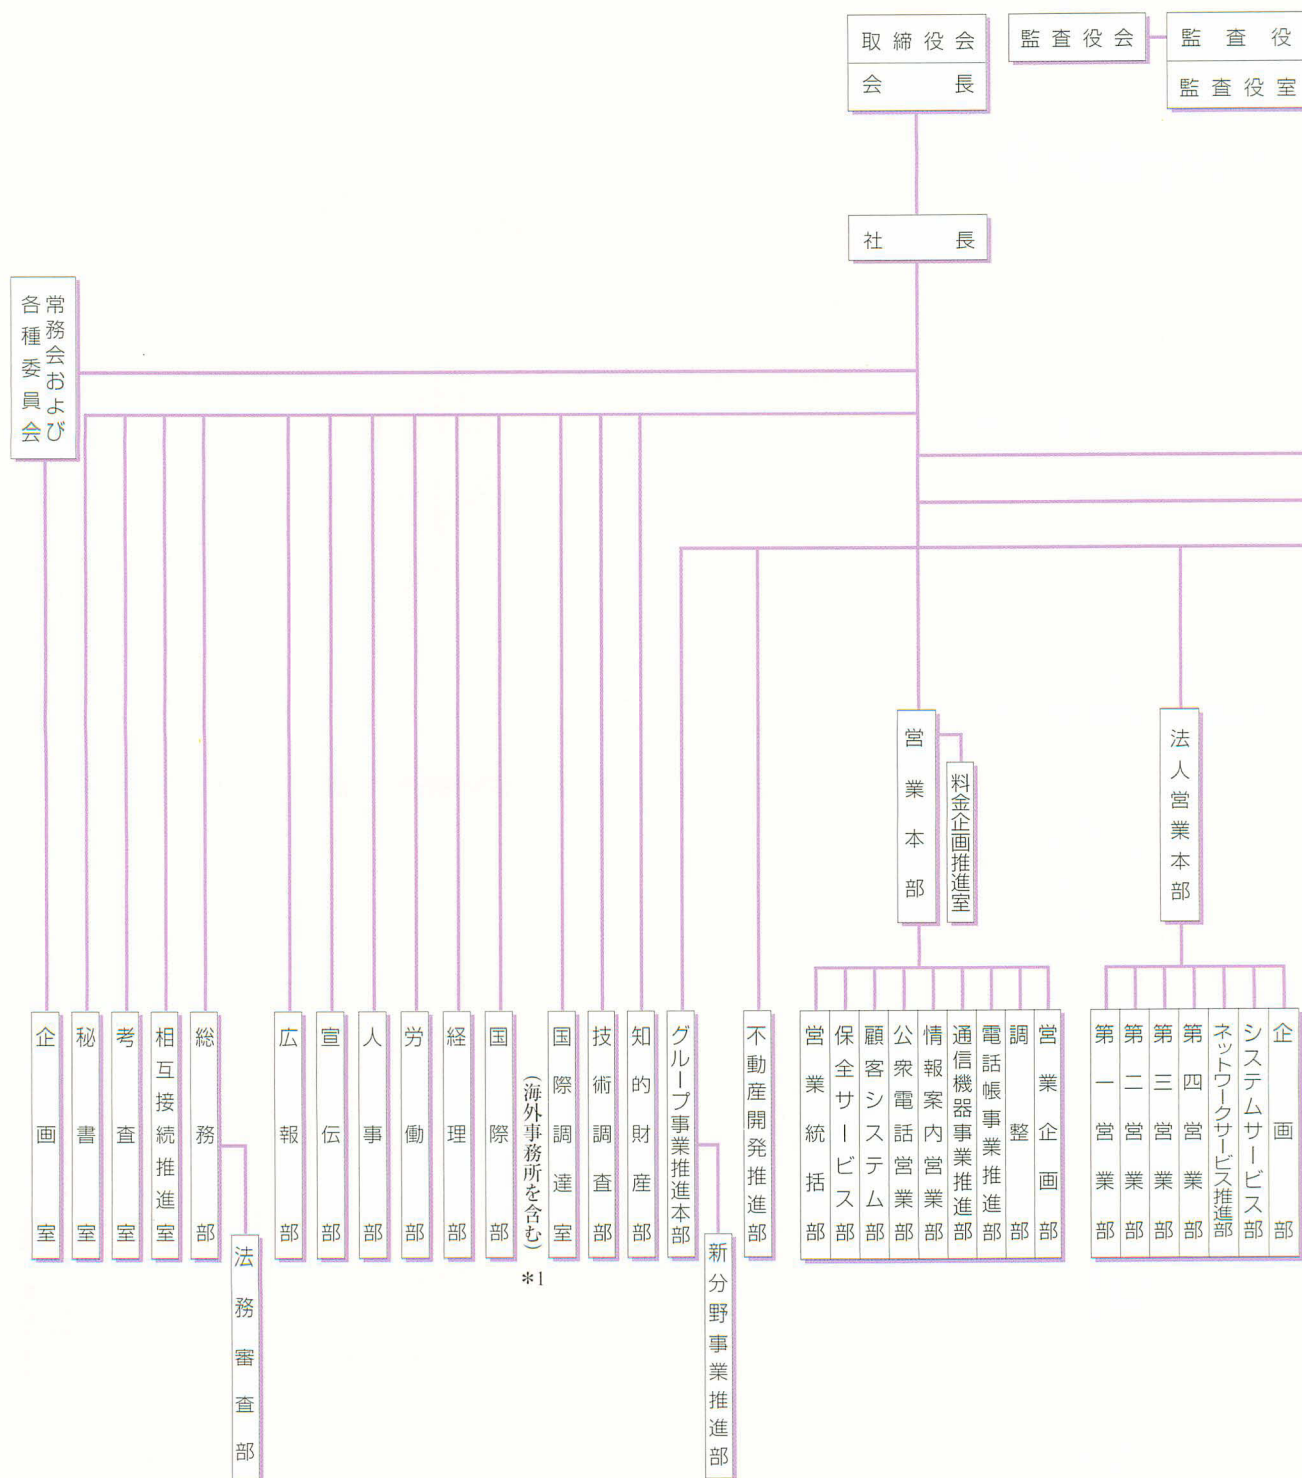 取締役会
会長
監査役会
監査役
監査役室
社長
常務会および
各種委員会
営業本部
料金企画推進室
法人営業本部
企画室
秘書室
考査室
相互接続推進室
総務部
法務審査部
広報部
宣伝部
人事部
労働部
経理部
国際部
(海外事務所を含む)
*1
国際調達室
技術調査部
知的財産部
グループ事業推進本部
新分野事業推進部
不動産開発推進部
営業統括部
保全サービス部
顧客システム部
公衆電話営業部
情報案内営業部
通信機器事業推進部
電話帳事業推進部
調整部
営業企画部
第一営業部
第二営業部
第三営業部
第四営業部
ネットワークサービス推進部
システムサービス部
企画部